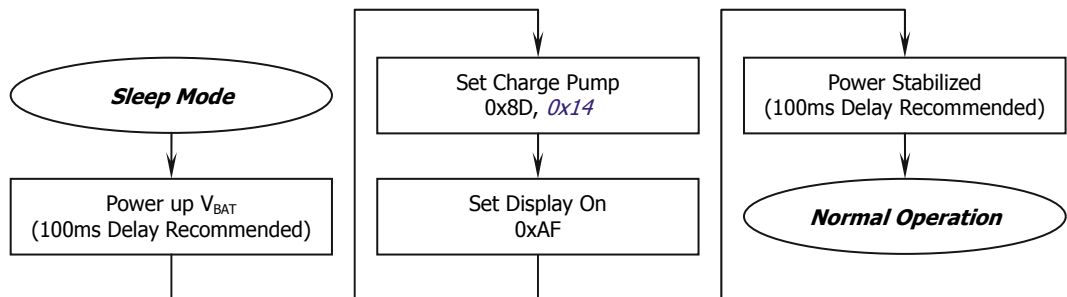 Sleep Mode
Power up VBAT
(100ms Delay Recommended)
Set Charge Pump
0x8D, 0x14
Set Display On
0xAF
Power Stabilized
(100ms Delay Recommended)
Normal Operation